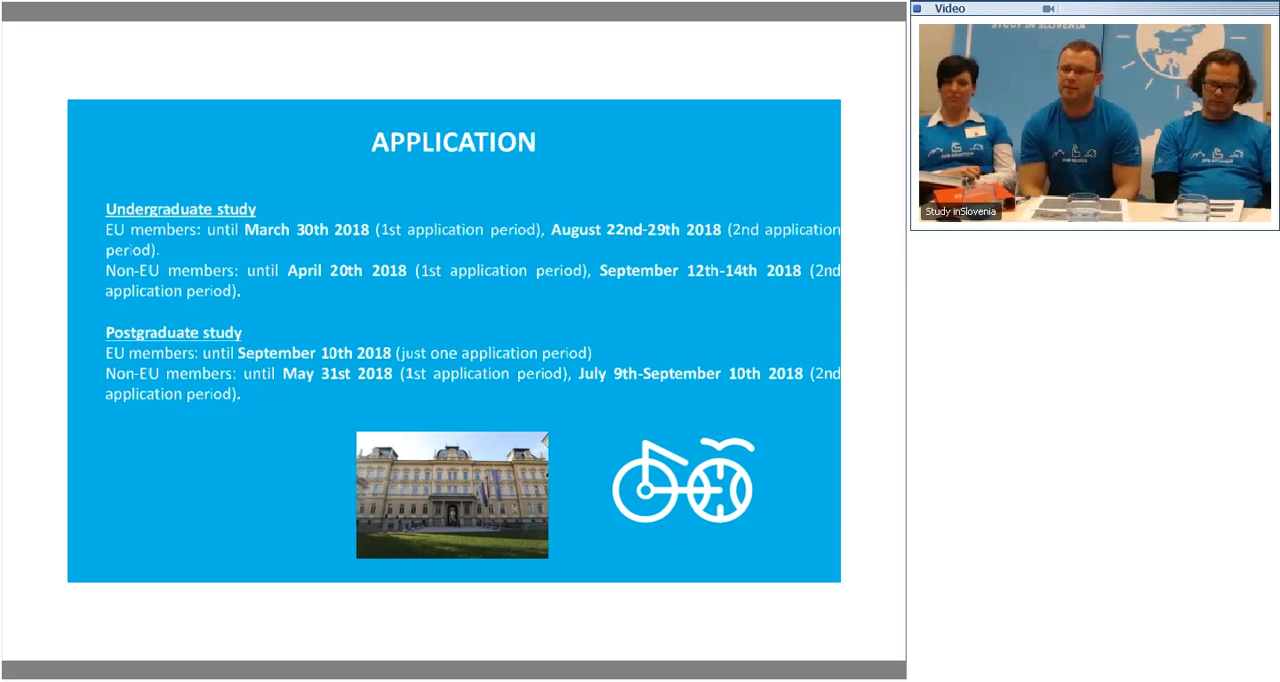 Video
STUDY IN SLOVENIA
Study inSlovenia
APPLICATION
Undergraduate study
EU members: until March 30th 2018 (1st application period), August 22nd-29th 2018 (2nd application
period).
Non-EU members: until April 20th 2018 (1st application period), September 12th-14th 2018 (2nd
application period).
Postgraduate study
EU members: until September 10th 2018 (just one application period)
Non-EU members: until May 31st 2018 (1st application period), July 9th-September 10th 2018 (2nd
application period).